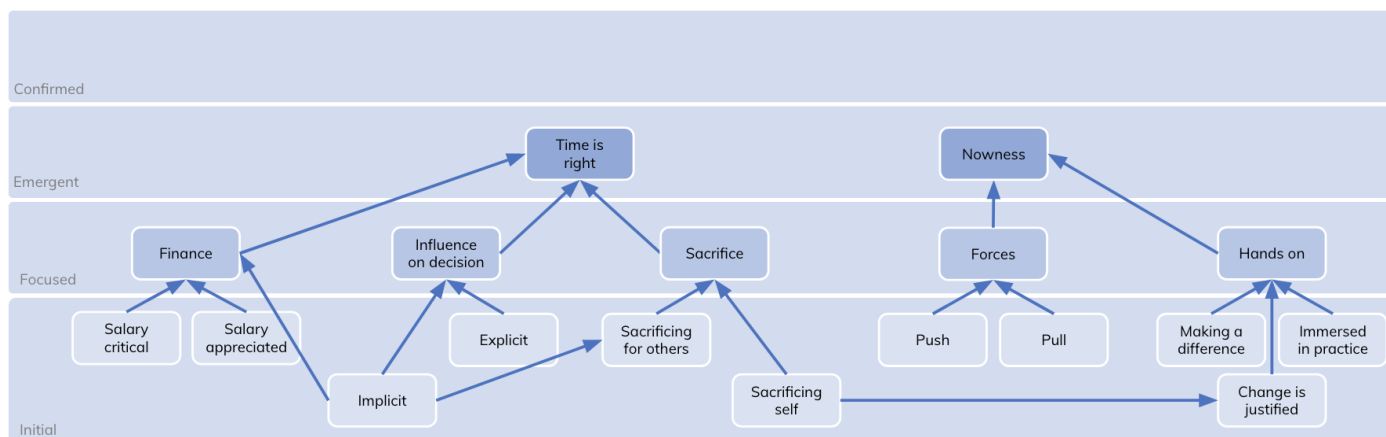 Confirmed
Time is
right
Nowness
Emergent
Finance
Influence
on decision
Sacrifice
Forces
Hands on
Focused
Salary
critical
Salary
appreciated
Explicit
Sacrificing
for others
Push
Pull
Making a
difference
Immersed
in practice
Implicit
Sacrificing
self
Change is
justified
Initial